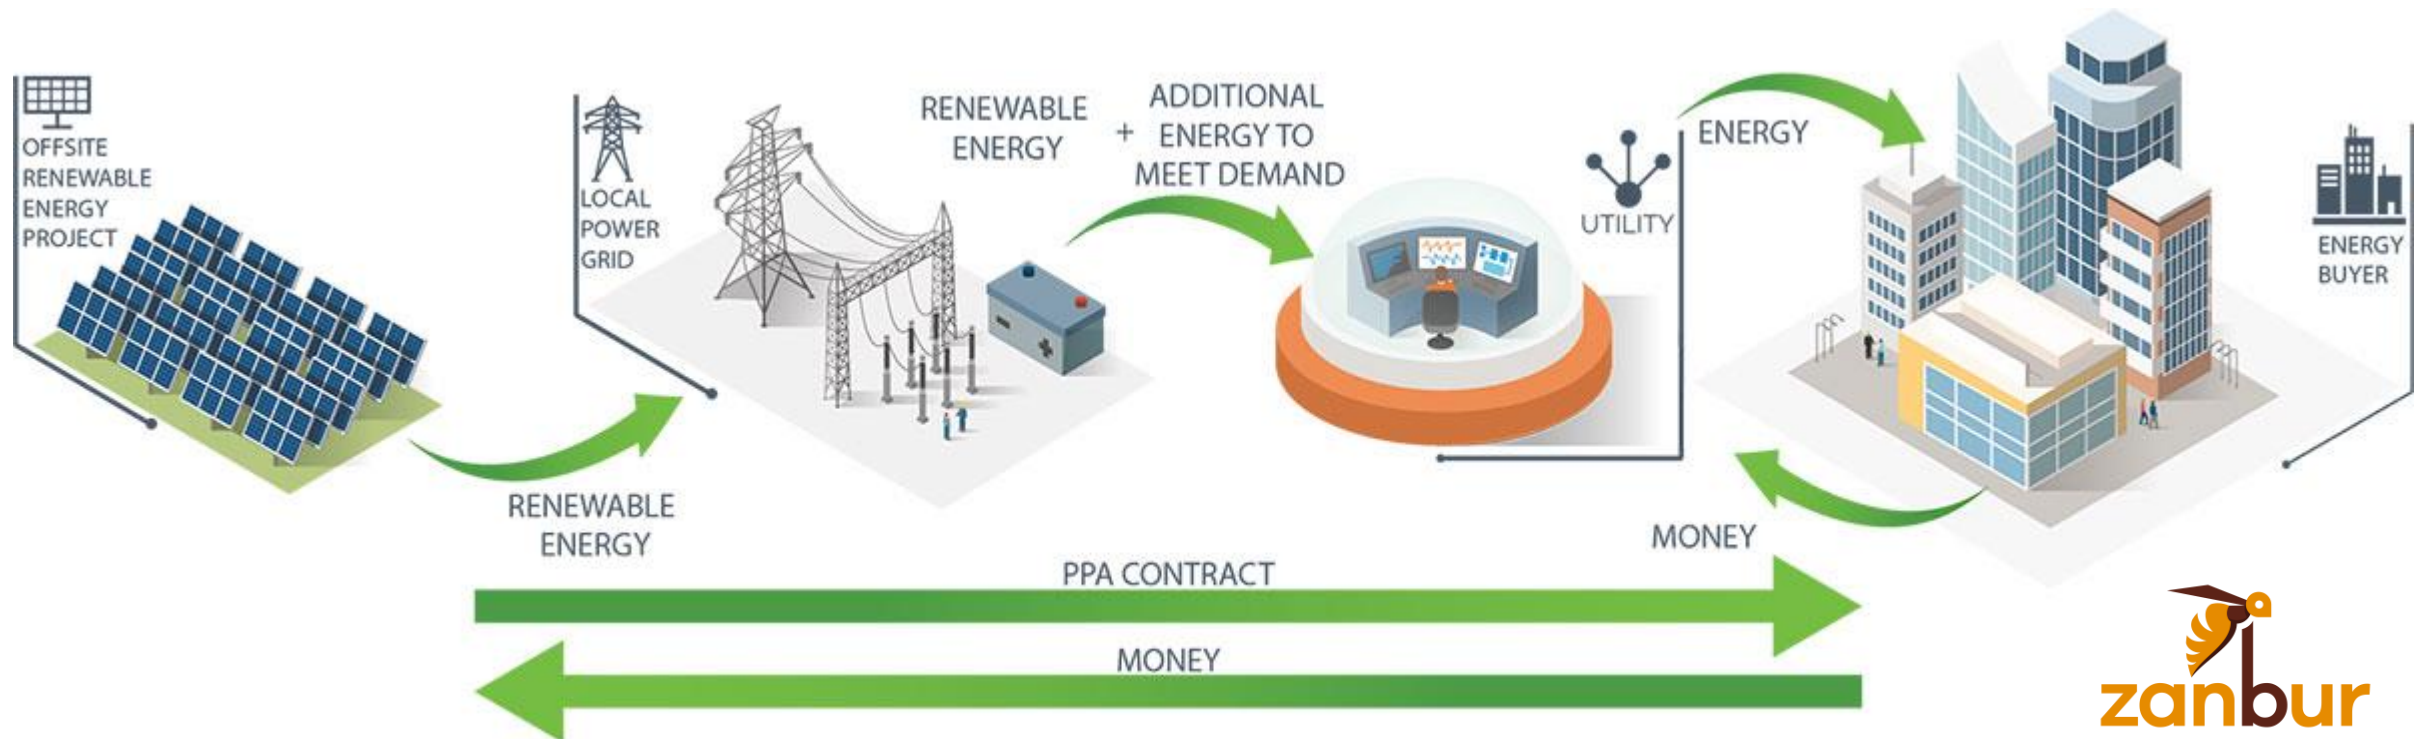 OFFSITE
RENEWABLE
ENERGY
PROJECT
RENEWABLE
ENERGY
LOCAL
POWER
GRID
RENEWABLE
ENERGY
+
ADDITIONAL
ENERGY TO
MEET DEMAND
UTILITY
ENERGY
ENERGY
BUYER
MONEY
PPA CONTRACT
MONEY
zanbur